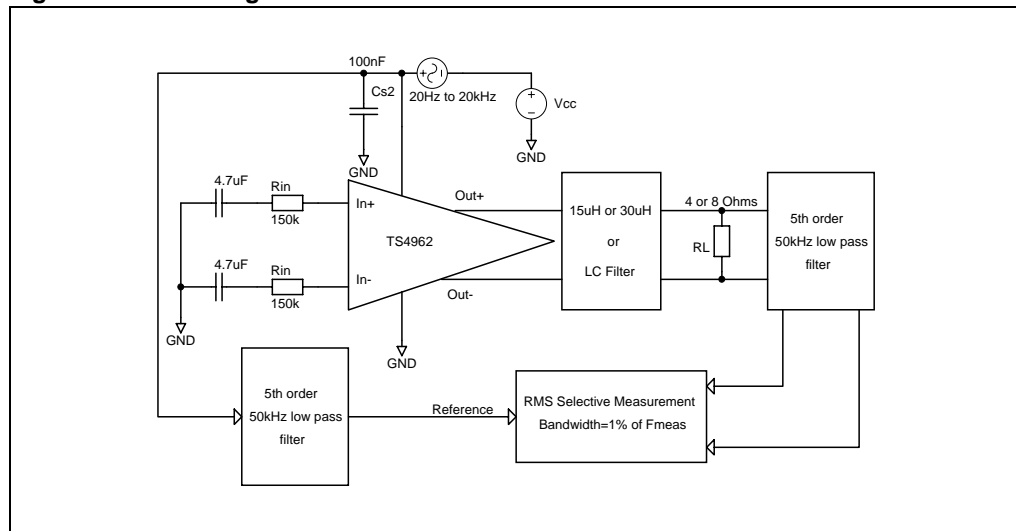 100nF
Cs2
20Hz to 20kHz
Vcc
GND
GND
4.7uF
Rin
150k
In+
Out+
TS4962
15uH or 30uH
or
LC Filter
4 or 8 Ohms
RL
5th order
50kHz low pass
filter
4.7uF
Rin
150k
In-
Out-
GND
GND
5th order
50kHz low pass
filter
Reference
RMS Selective Measurement
Bandwidth=1% of Fmeas